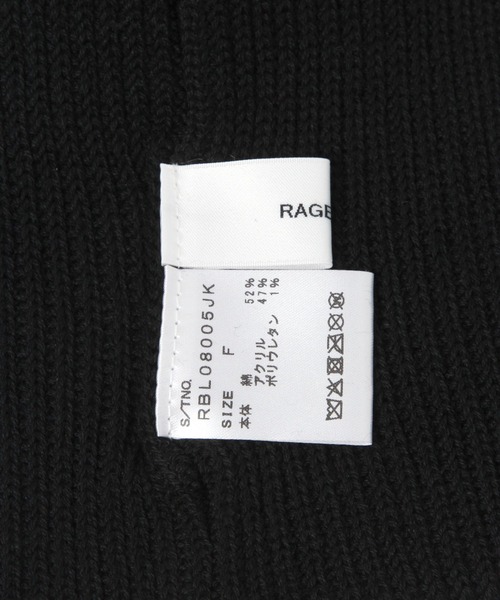 RAGE
S/TNO.
RBL08005JK
SIZE F
本体 綿 52%
アクリル 47%
ポリウレタン 1%